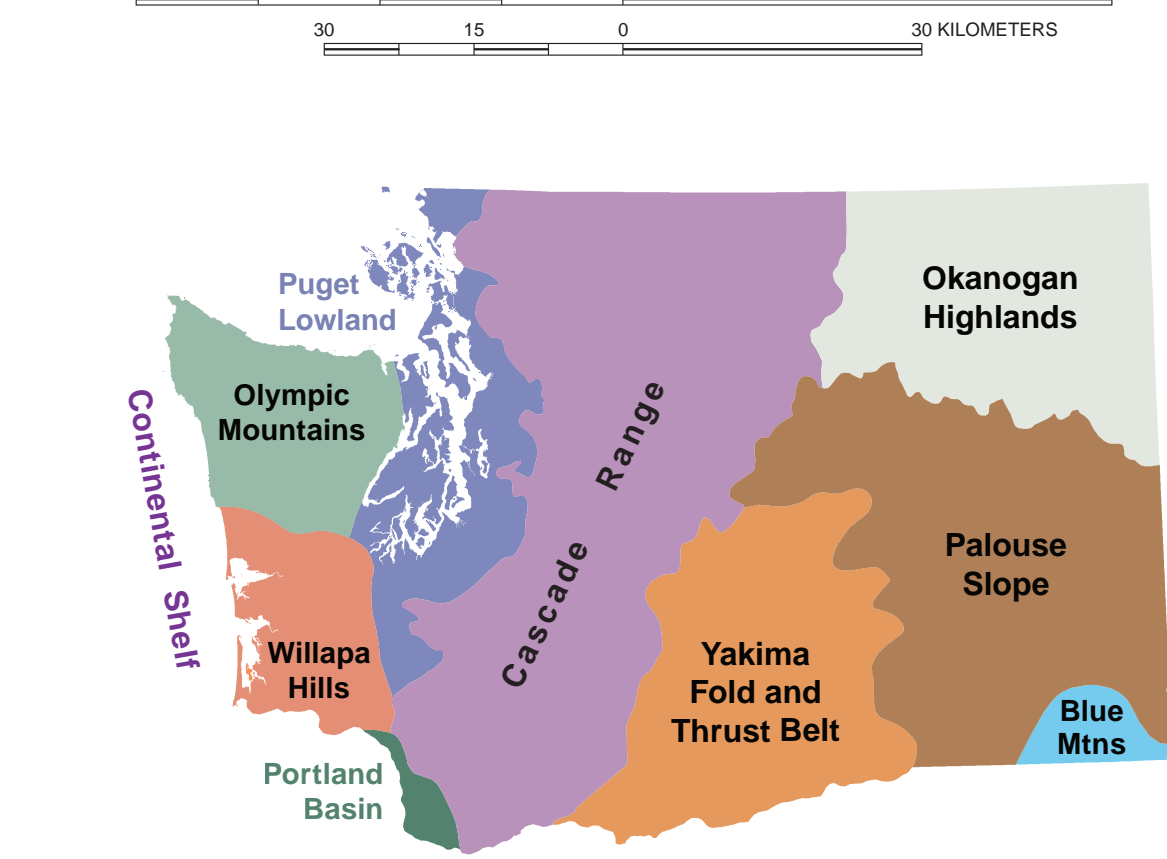 30 15 0 30 KILOMETERS
Okanogan
Highlands
Puget
Lowland
Olympic
Mountains
Continental Shelf
Cascade Range
Palouse
Slope
Willapa
Hills
Yakima
Fold and
Thrust Belt
Blue
Mtns
Portland
Basin